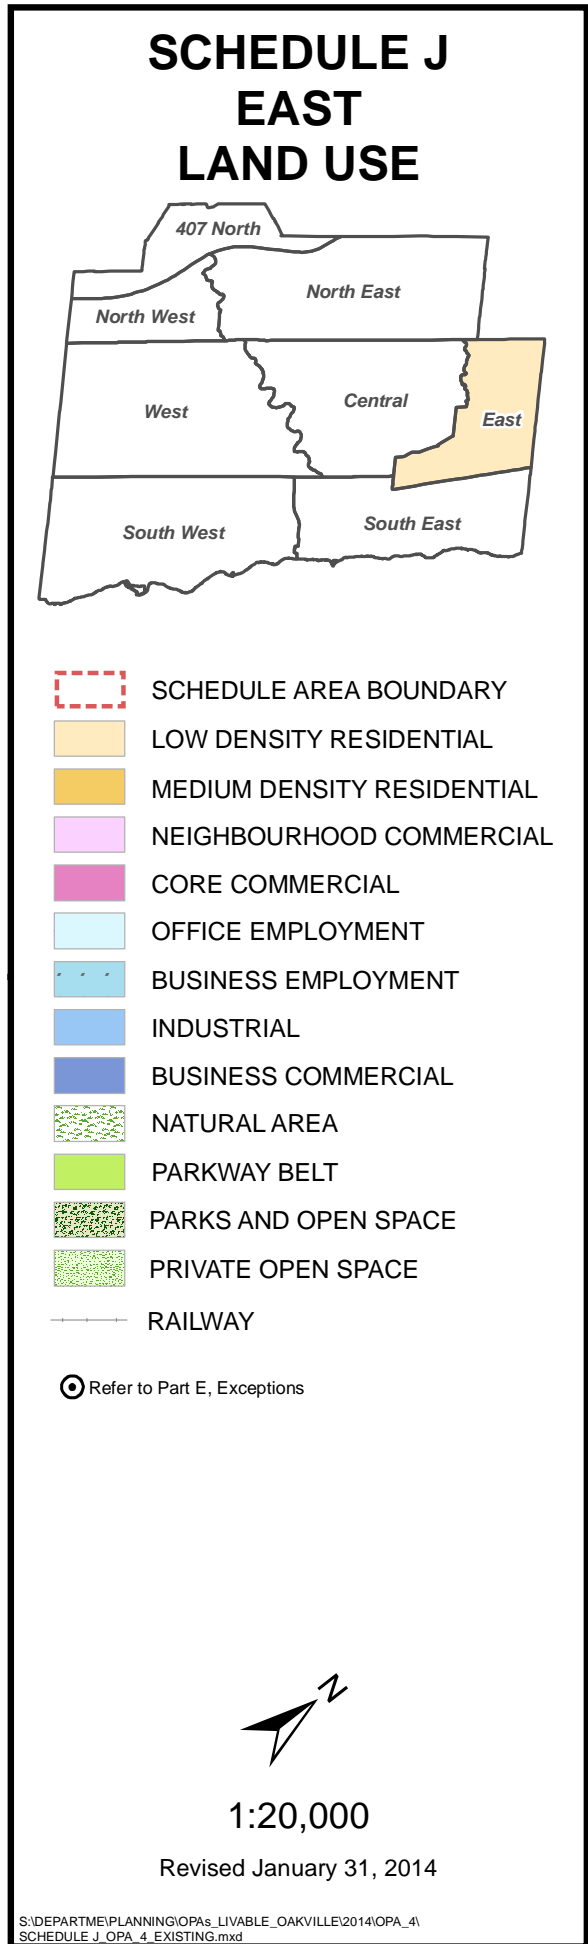 SCHEDULE J
EAST
LAND USE
407 North
North East
North West
West
Central
East
South West
South East
SCHEDULE AREA BOUNDARY
LOW DENSITY RESIDENTIAL
MEDIUM DENSITY RESIDENTIAL
NEIGHBOURHOOD COMMERCIAL
CORE COMMERCIAL
OFFICE EMPLOYMENT
BUSINESS EMPLOYMENT
INDUSTRIAL
BUSINESS COMMERCIAL
NATURAL AREA
PARKWAY BELT
PARKS AND OPEN SPACE
PRIVATE OPEN SPACE
RAILWAY
Refer to Part E, Exceptions
N
1:20,000
Revised January 31, 2014
S:\DEPARTME\PLANNING\OPAs_LIVABLE_OAKVILLE\2014\OPA_4\
SCHEDULE J_OPA_4_EXISTING.mxd